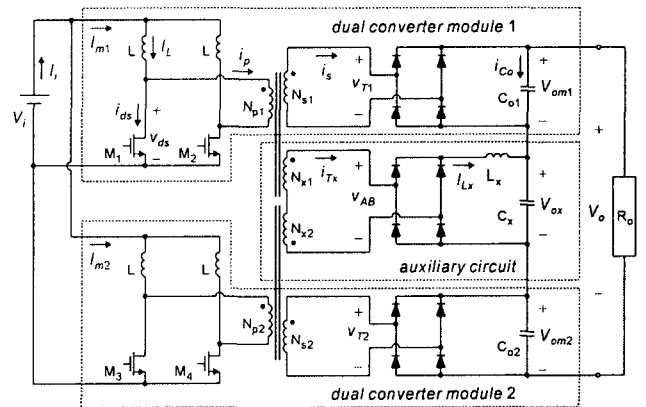 dual converter module 1
I_i
V_i
I_m1
L
I_L
L
i_p
i_ds
+
v_ds
−
M_1
M_2
N_p1
N_s1
i_s
+
v_T1
−
i_Co
C_o1
+
V_om1
−
N_x1
N_x2
i_Tx
+
v_AB
−
I_Lx
L_x
C_x
+
V_ox
−
+
V_o
−
R_o
auxiliary circuit
I_m2
L
L
M_3
M_4
N_p2
N_s2
+
v_T2
−
C_o2
+
V_om2
−
dual converter module 2